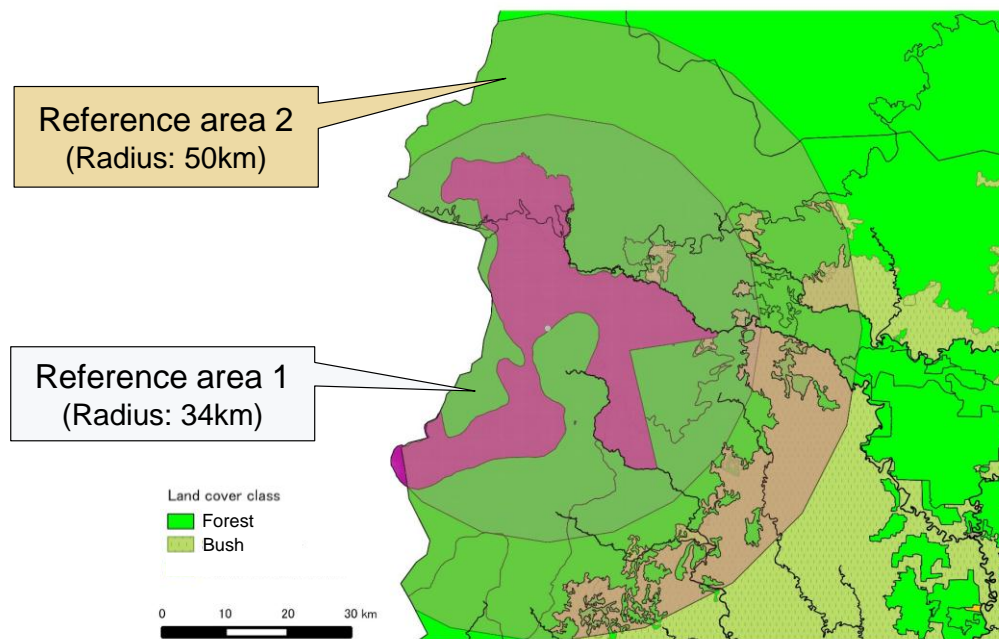 Reference area 2
(Radius: 50km)
Reference area 1
(Radius: 34km)
Land cover class
Forest
Bush
0 10 20 30 km